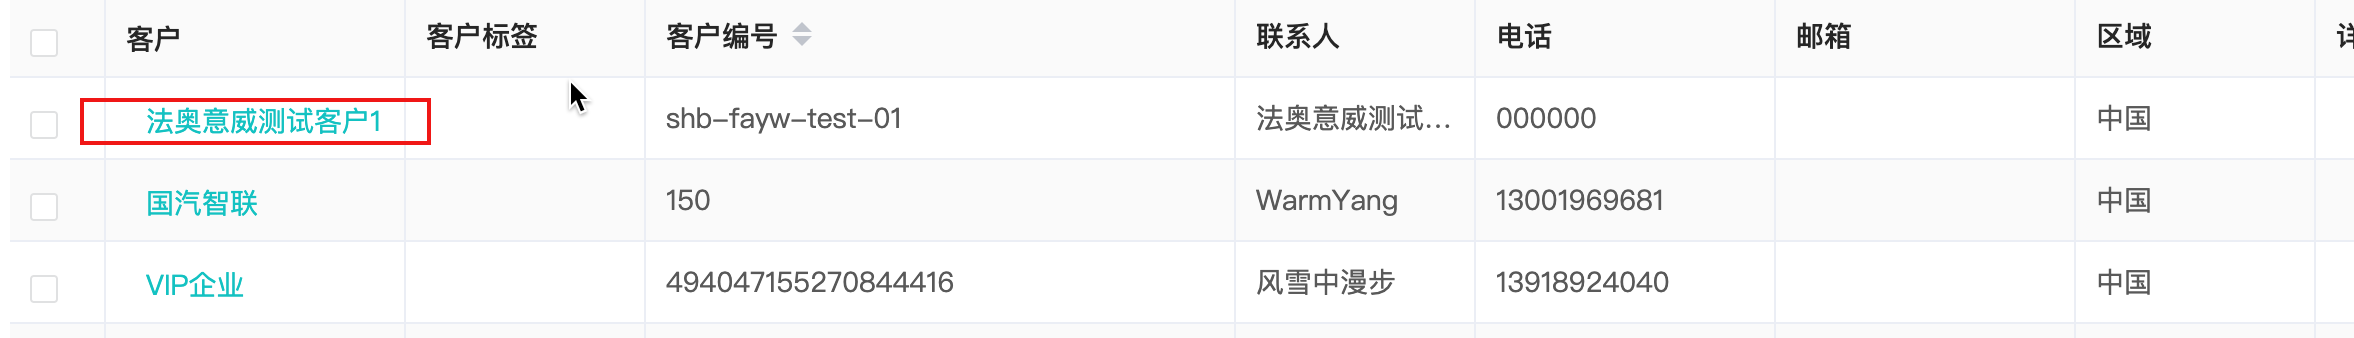 客户 客户标签 客户编号 联系人 电话 邮箱 区域
法奥意威测试客户1 shb-fayw-test-01 法奥意威测试... 000000 中国
国汽智联 150 WarmYang 13001969681 中国
VIP企业 494047155270844416 风雪中漫步 13918924040 中国